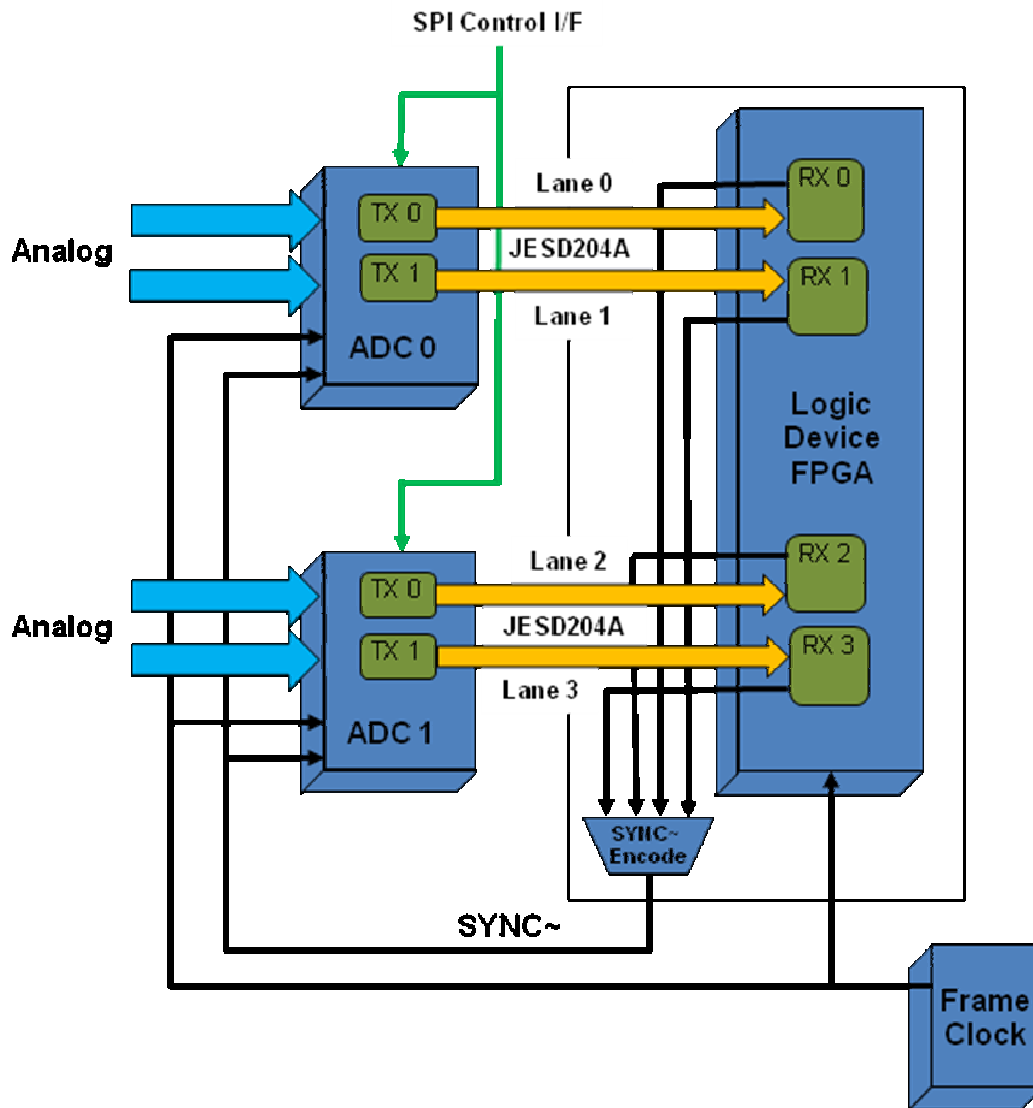 SPI Control I/F
Lane 0
TX 0
RX 0
Analog
JESD204A
TX 1
RX 1
Lane 1
ADC 0
Logic
Device
FPGA
Lane 2
RX 2
TX 0
Analog
JESD204A
TX 1
RX 3
Lane 3
ADC 1
SYNC~
Encode
SYNC~
Frame
Clock